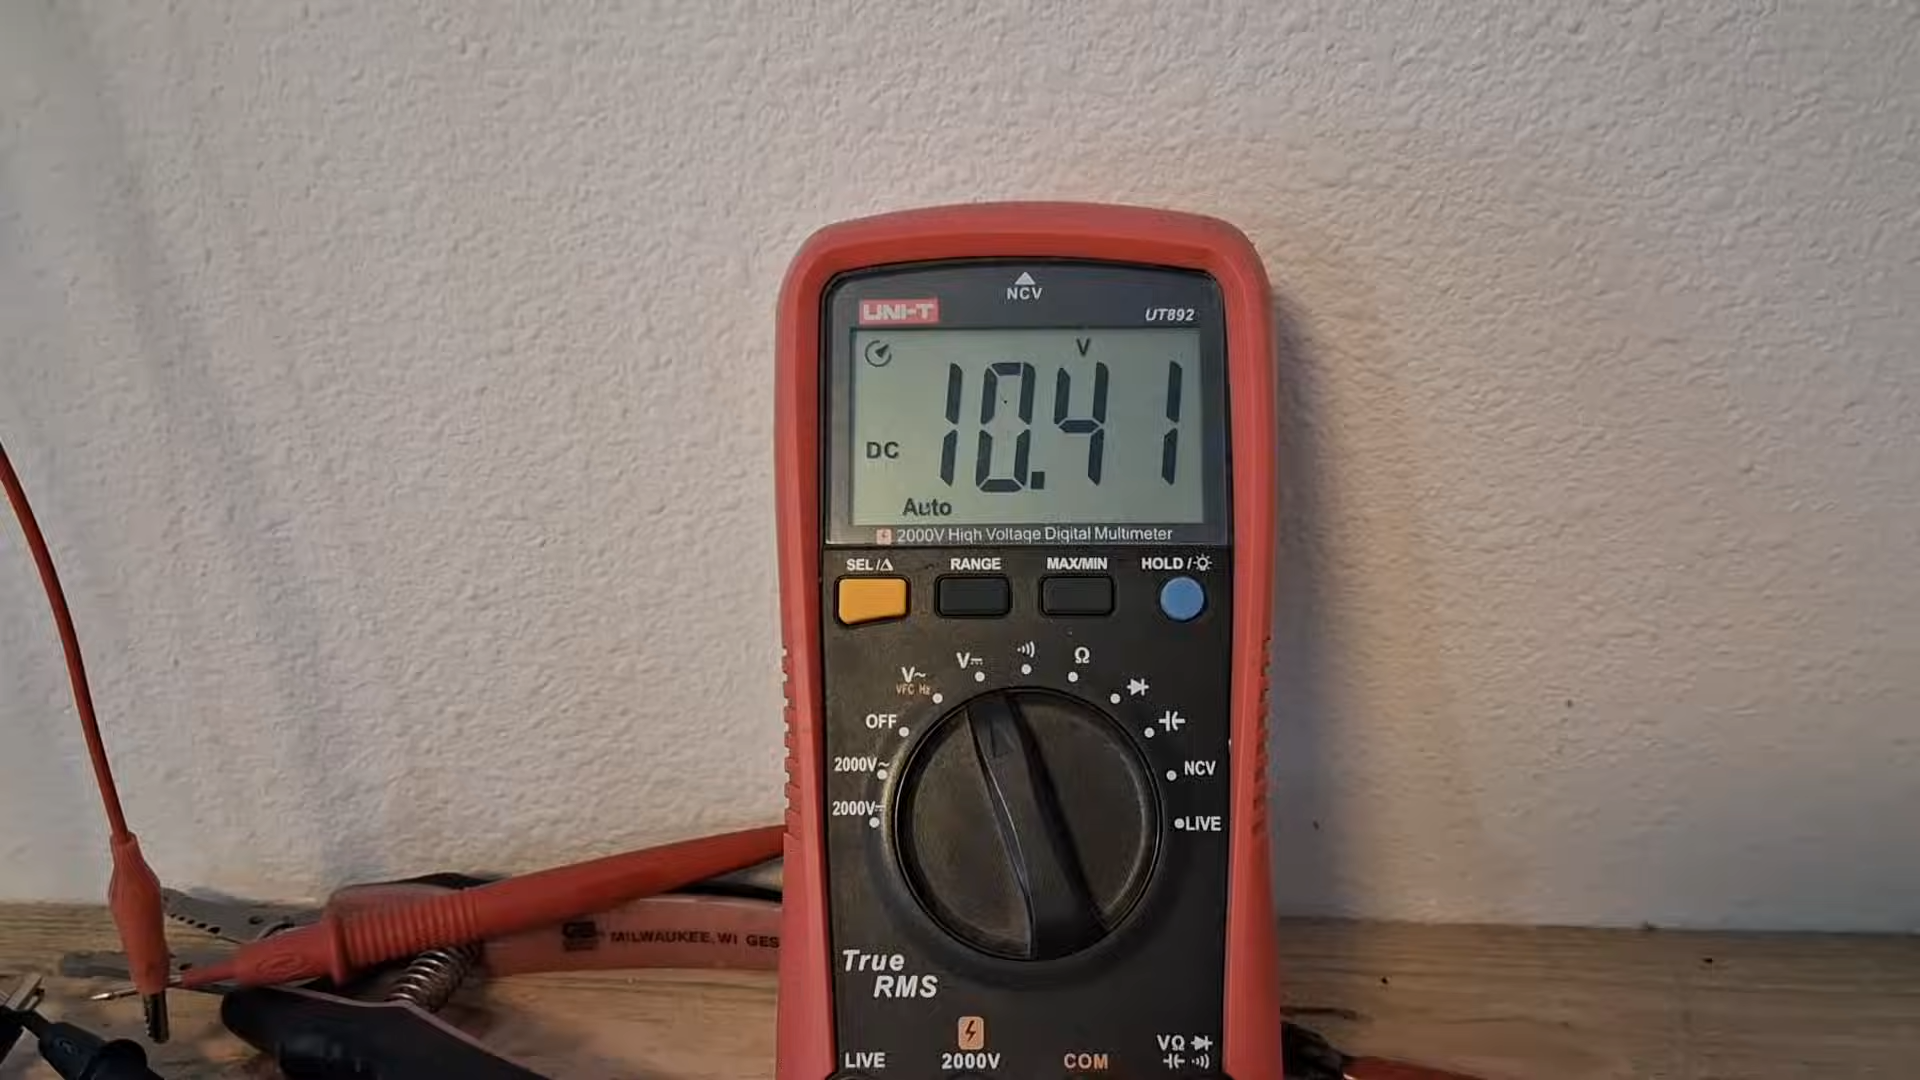 NCV
UNI-T
UT892
V
10.41
DC
Auto
2000V High Voltage Digital Multimeter
SEL/Δ RANGE MAX/MIN HOLD/
V⎓
Ω
V~
VFC Hz
OFF
2000V~
NCV
2000V⎓
LIVE
MILWAUKEE, WI GES
True
RMS
LIVE
2000V
COM
VΩ